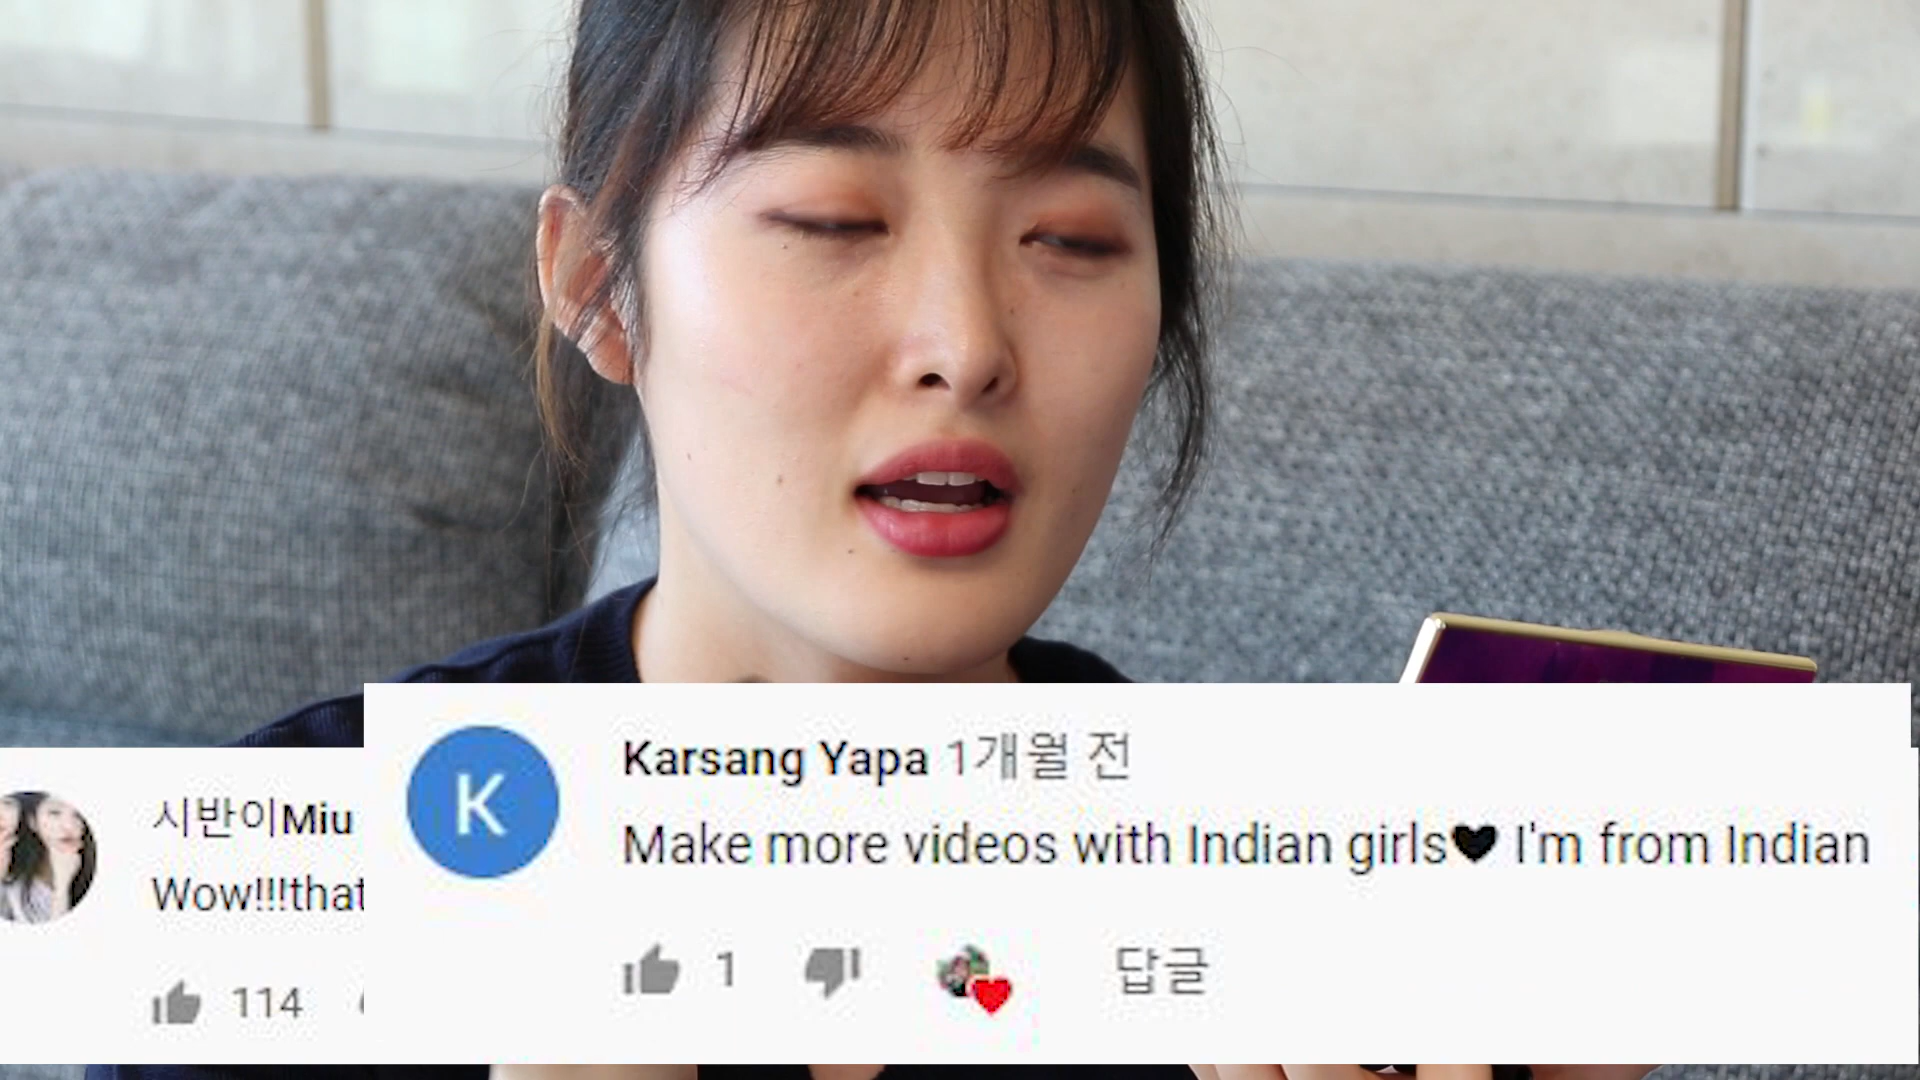 시반이Miu
Wow!!!that
114
K
Karsang Yapa 1개월 전
Make more videos with Indian girls🖤 I'm from Indian
1
답글